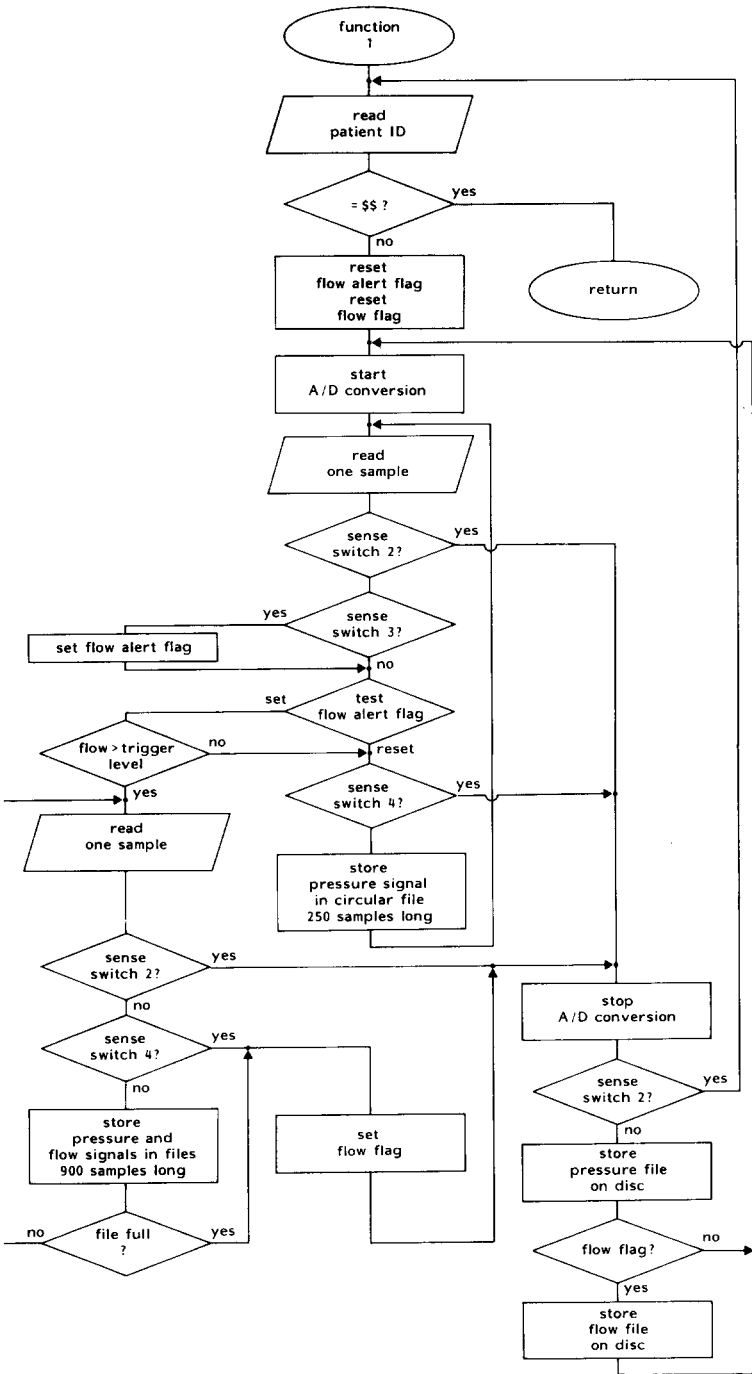 function
1
read
patient ID
= $$ ?
yes
no
reset
flow alert flag
reset
flow flag
return
start
A/D conversion
read
one sample
sense
switch 2?
yes
sense
switch 3?
yes
no
set flow alert flag
test
flow alert flag
set
reset
flow > trigger
level
no
yes
sense
switch 4?
yes
read
one sample
store
pressure signal
in circular file
250 samples long
sense
switch 2?
yes
no
stop
A/D conversion
sense
switch 4?
yes
no
sense
switch 2?
yes
no
store
pressure and
flow signals in files
900 samples long
set
flow flag
store
pressure file
on disc
file full
?
no
yes
flow flag?
no
yes
store
flow file
on disc